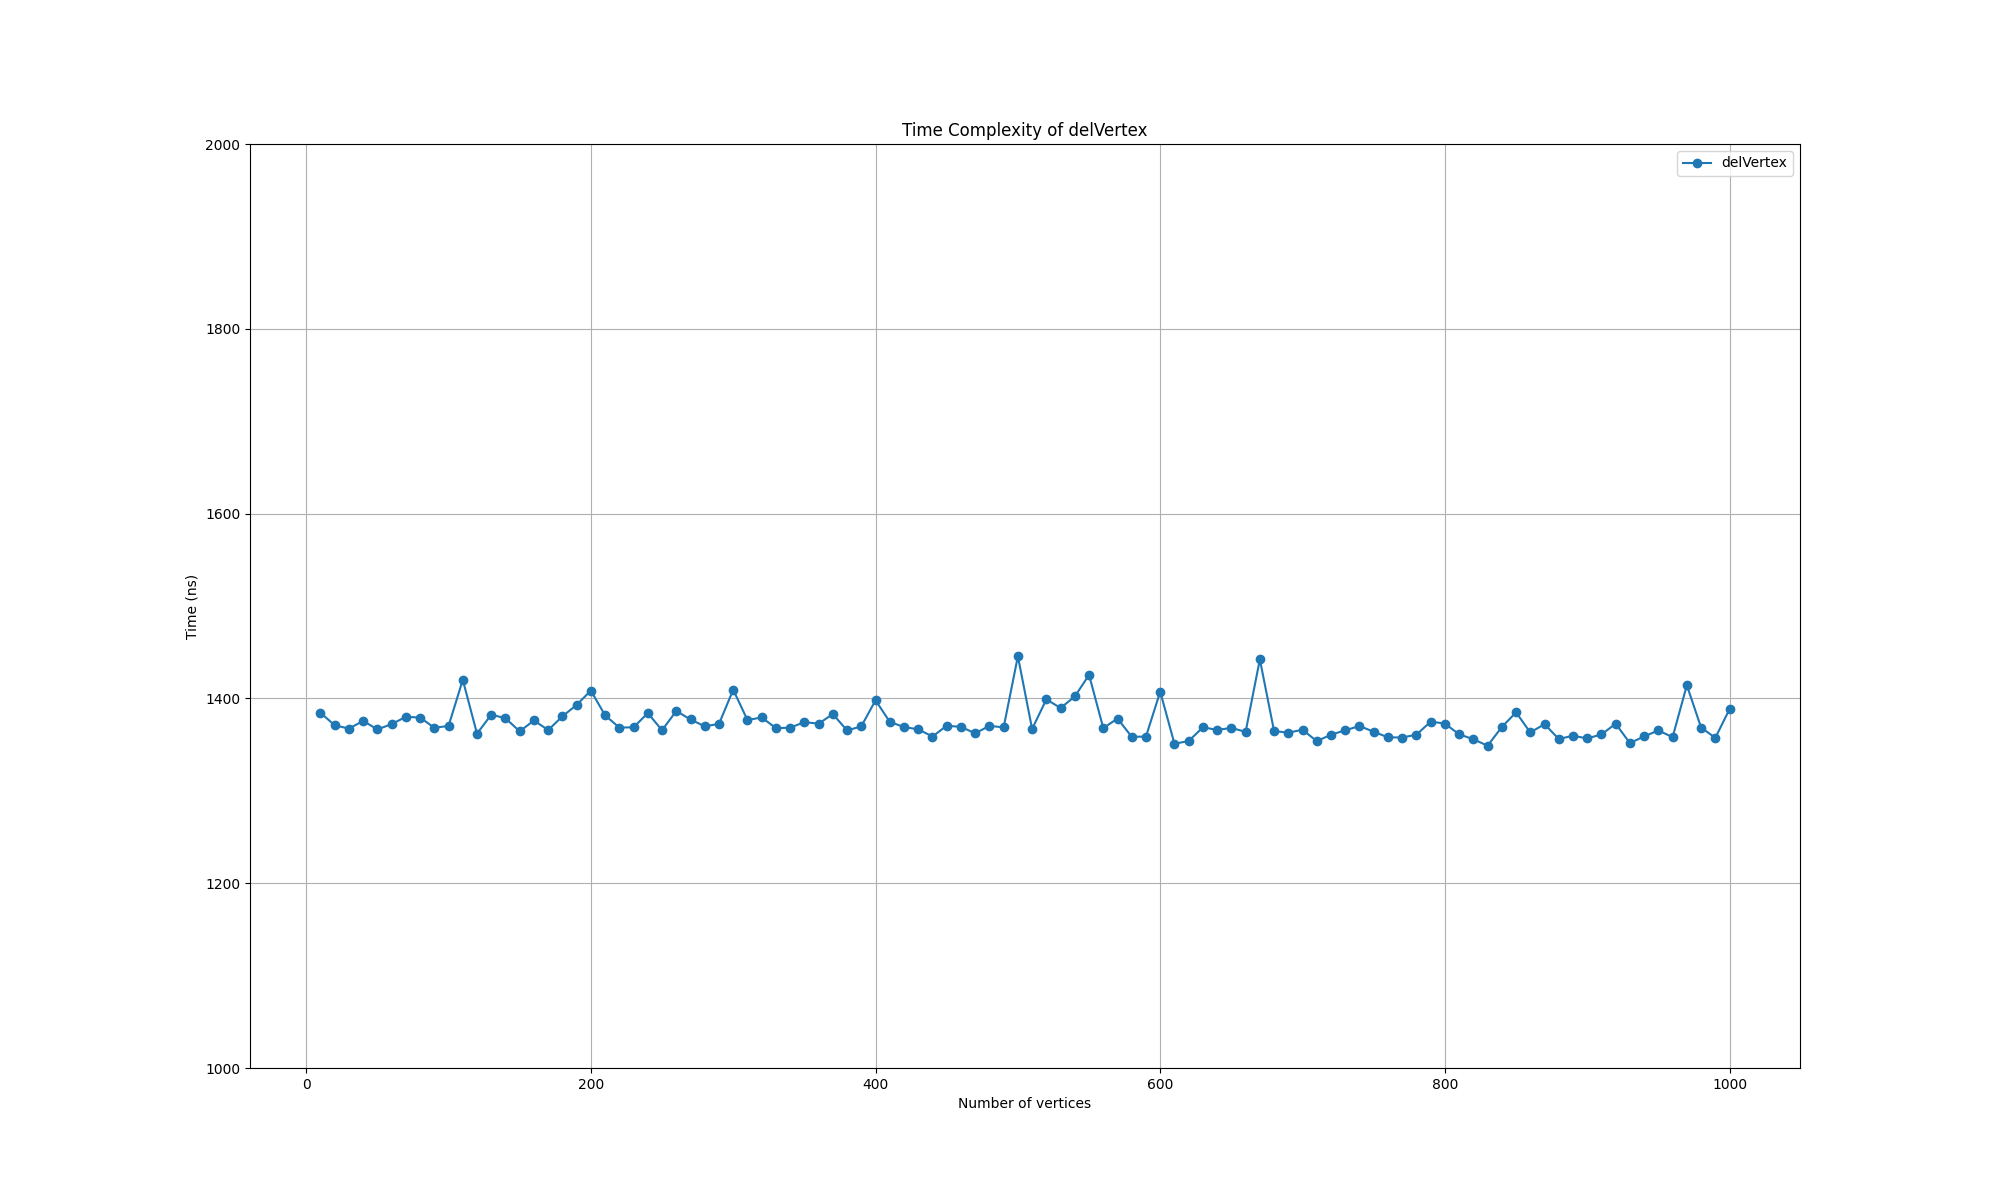 Time Complexity of delVertex
delVertex
2000
1800
1600
1400
1200
1000
Time (ns)
0 200 400 600 800 1000
Number of vertices